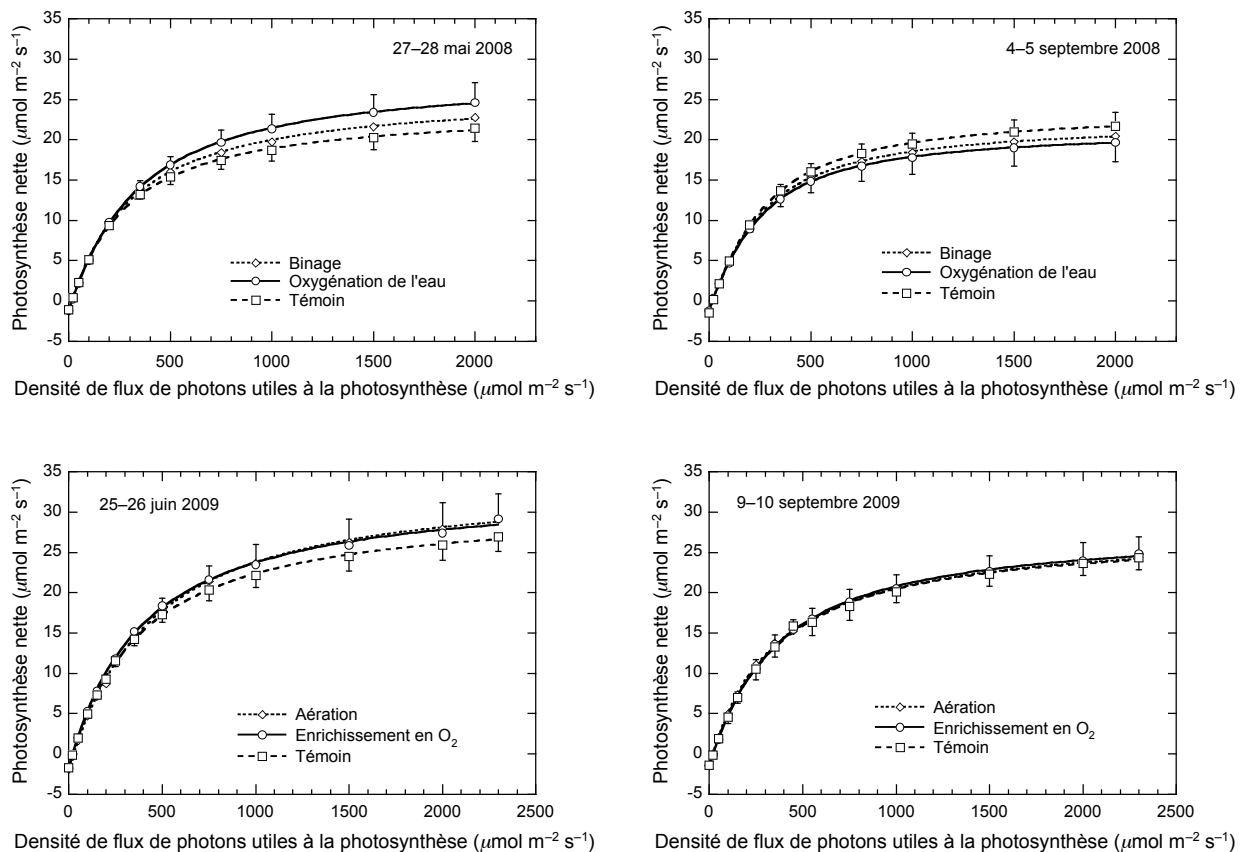 27–28 mai 2008
Photosynthèse nette (μmol m⁻² s⁻¹)
35
30
25
20
15
10
5
0
-5
Binage
Oxygénation de l'eau
Témoin
0 500 1000 1500 2000
Densité de flux de photons utiles à la photosynthèse (μmol m⁻² s⁻¹)
4–5 septembre 2008
Photosynthèse nette (μmol m⁻² s⁻¹)
35
30
25
20
15
10
5
0
-5
Binage
Oxygénation de l'eau
Témoin
0 500 1000 1500 2000
Densité de flux de photons utiles à la photosynthèse (μmol m⁻² s⁻¹)
25–26 juin 2009
Photosynthèse nette (μmol m⁻² s⁻¹)
35
30
25
20
15
10
5
0
-5
Aération
Enrichissement en O₂
Témoin
0 500 1000 1500 2000 2500
Densité de flux de photons utiles à la photosynthèse (μmol m⁻² s⁻¹)
9–10 septembre 2009
Photosynthèse nette (μmol m⁻² s⁻¹)
35
30
25
20
15
10
5
0
-5
Aération
Enrichissement en O₂
Témoin
0 500 1000 1500 2000 2500
Densité de flux de photons utiles à la photosynthèse (μmol m⁻² s⁻¹)